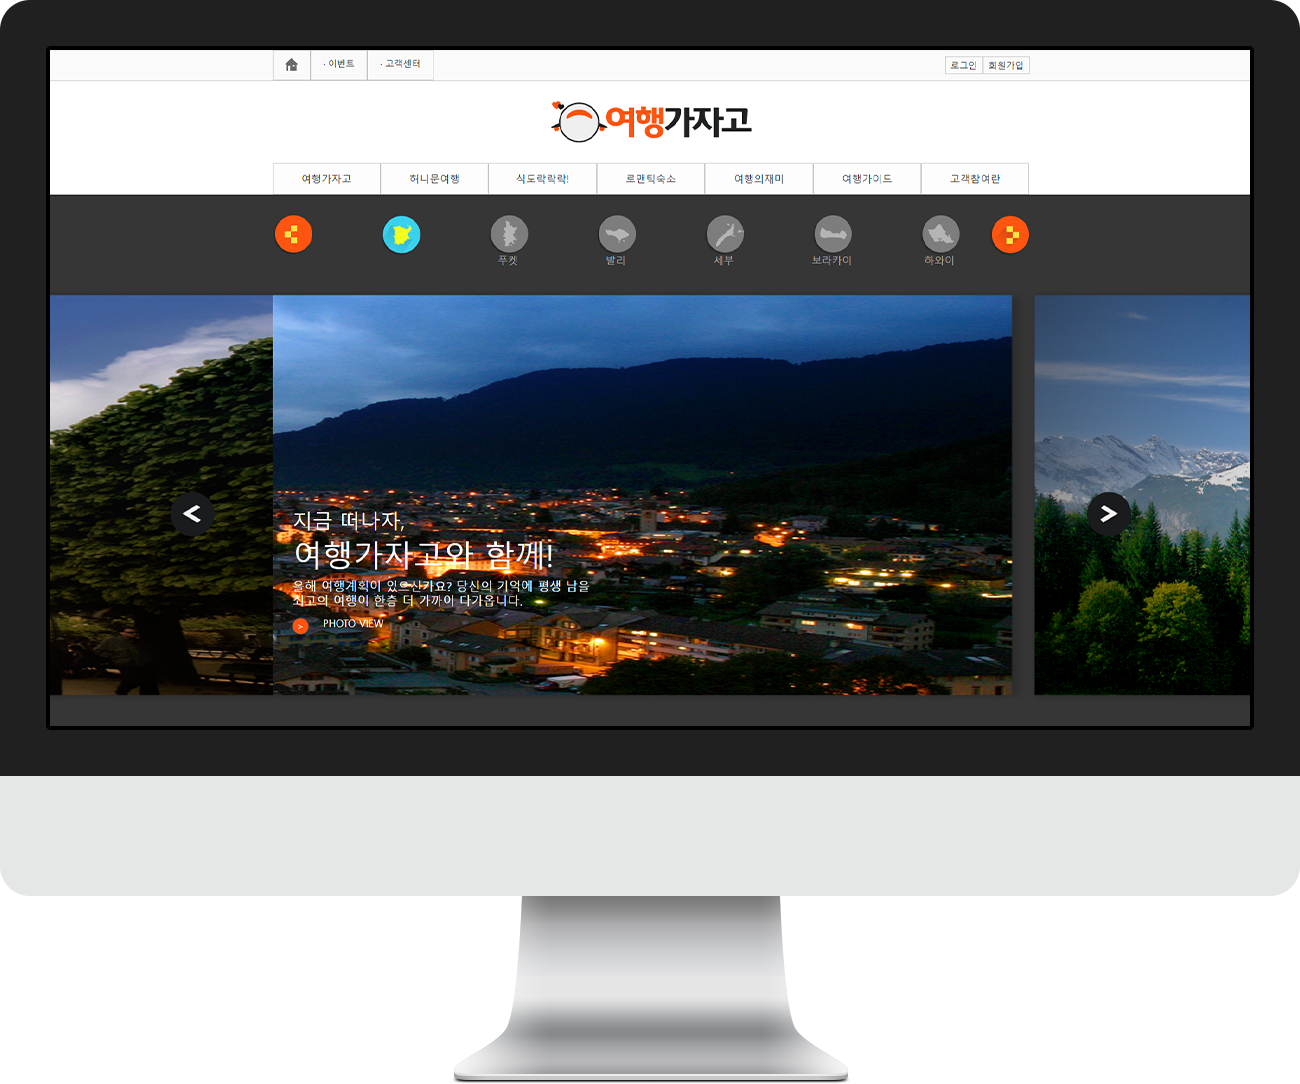 · 이벤트
· 고객센터
로그인
회원가입
여행가자고
여행가자고
허니문여행
식도락락락!
로맨틱숙소
여행의재미
여행가이드
고객참여란
푸켓
발리
세부
보라카이
하와이
지금 떠나자,
여행가자고와 함께!
올해 여행계획이 있으신가요? 당신의 기억에 평생 남을
최고의 여행이 한층 더 가까이 다가옵니다.
PHOTO VIEW